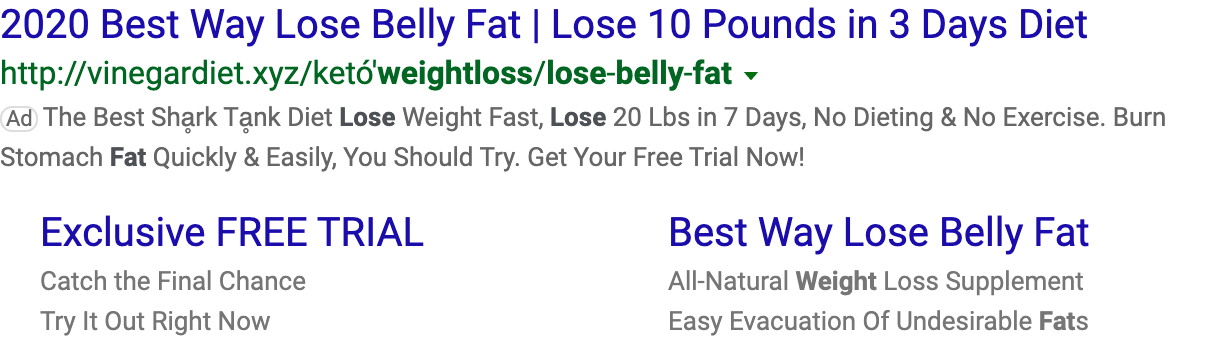 2020 Best Way Lose Belly Fat | Lose 10 Pounds in 3 Days Diet
http://vinegardiet.xyz/ketó'weightloss/lose-belly-fat
Ad The Best Shḁrk Tḁnk Diet Lose Weight Fast, Lose 20 Lbs in 7 Days, No Dieting & No Exercise. Burn
Stomach Fat Quickly & Easily, You Should Try. Get Your Free Trial Now!
Exclusive FREE TRIAL
Catch the Final Chance
Try It Out Right Now
Best Way Lose Belly Fat
All-Natural Weight Loss Supplement
Easy Evacuation Of Undesirable Fats